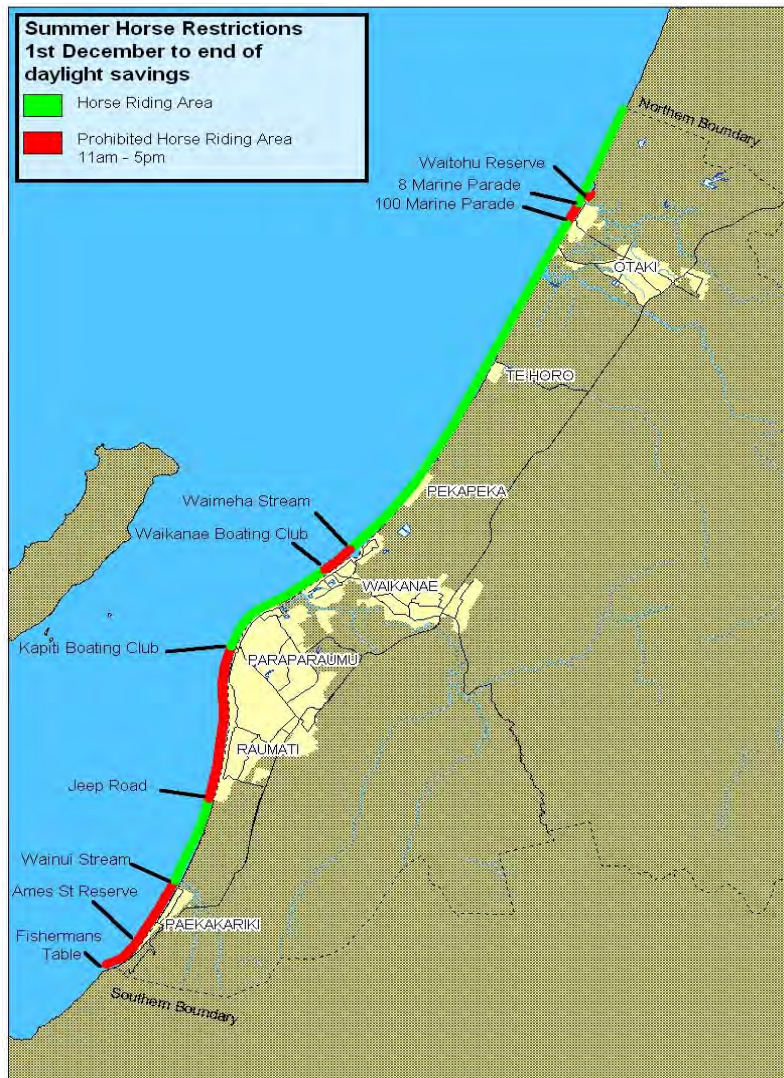 Summer Horse Restrictions
1st December to end of
daylight savings
Horse Riding Area
Prohibited Horse Riding Area
11am - 5pm
Northern Boundary
Waitohu Reserve
8 Marine Parade
100 Marine Parade
OTAKI
TE HORO
PEKAPEKA
Waimeha Stream
Waikanae Boating Club
WAIKANAE
Kapiti Boating Club
PARAPARAUMU
RAUMATI
Jeep Road
Wainui Stream
Ames St Reserve
PAEKAKARIKI
Fishermans
Table
Southern Boundary